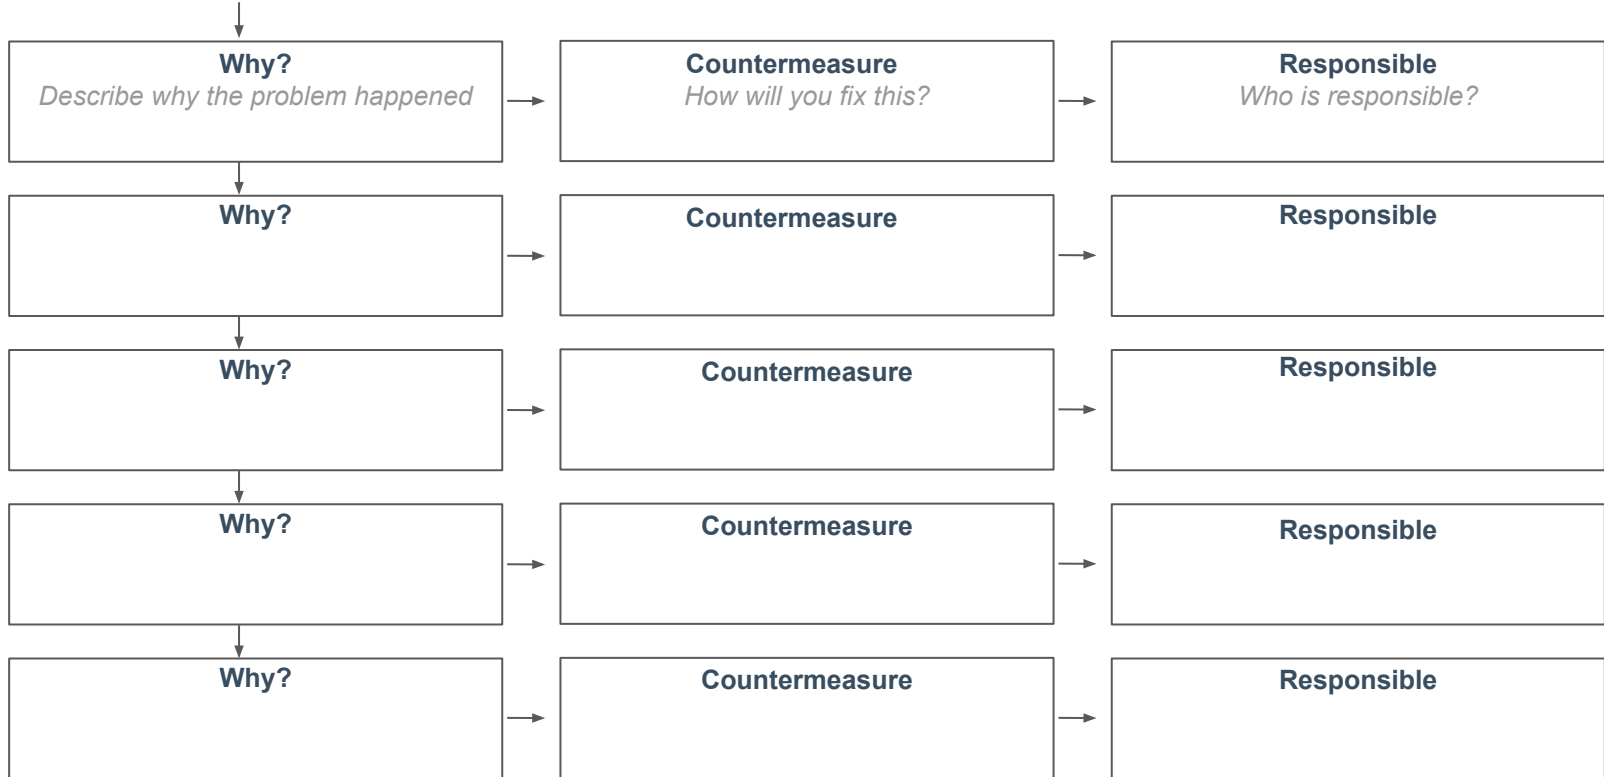 Why?
Describe why the problem happened
Countermeasure
How will you fix this?
Responsible
Who is responsible?
Why?
Countermeasure
Responsible
Why?
Countermeasure
Responsible
Why?
Countermeasure
Responsible
Why?
Countermeasure
Responsible